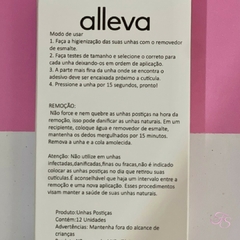 alleva
Modo de usar:
1. Faça a higienização das suas unhas com o removedor
de esmalte.
2. Faça testes de tamanho e selecione o correto para
cada unha deixando-os em ordem de aplicação.
3. A parte mais fina da unha onde se encontra o
adesivo deve ser encaixada próximo a cutícula.
4. Pressione a unha por 15 segundos, pronto!
REMOÇÃO:
Não force e nem quebre as unhas postiças na hora da
remoção, isso pode danificar as unhas naturais. Em um
recipiente, coloque água e removedor de esmalte,
mantenha os dedos mergulhados por 15 minutos.
Remova a unha e a cola amolecida.
Atenção: Não utilize em unhas
infectadas,danificadas,finas ou fracas,não é indicado
colocar as unhas postiças no dia que retirou suas
cutículas.É aconselhável que haja um intervalo entre a
remoção e uma nova aplicação. Esses procedimentos
visam manter a saúde de suas unhas naturais.
Produto:Unhas Postiças
Contém:12 Unidades
Advertências: Mantenha fora do alcance de
crianças